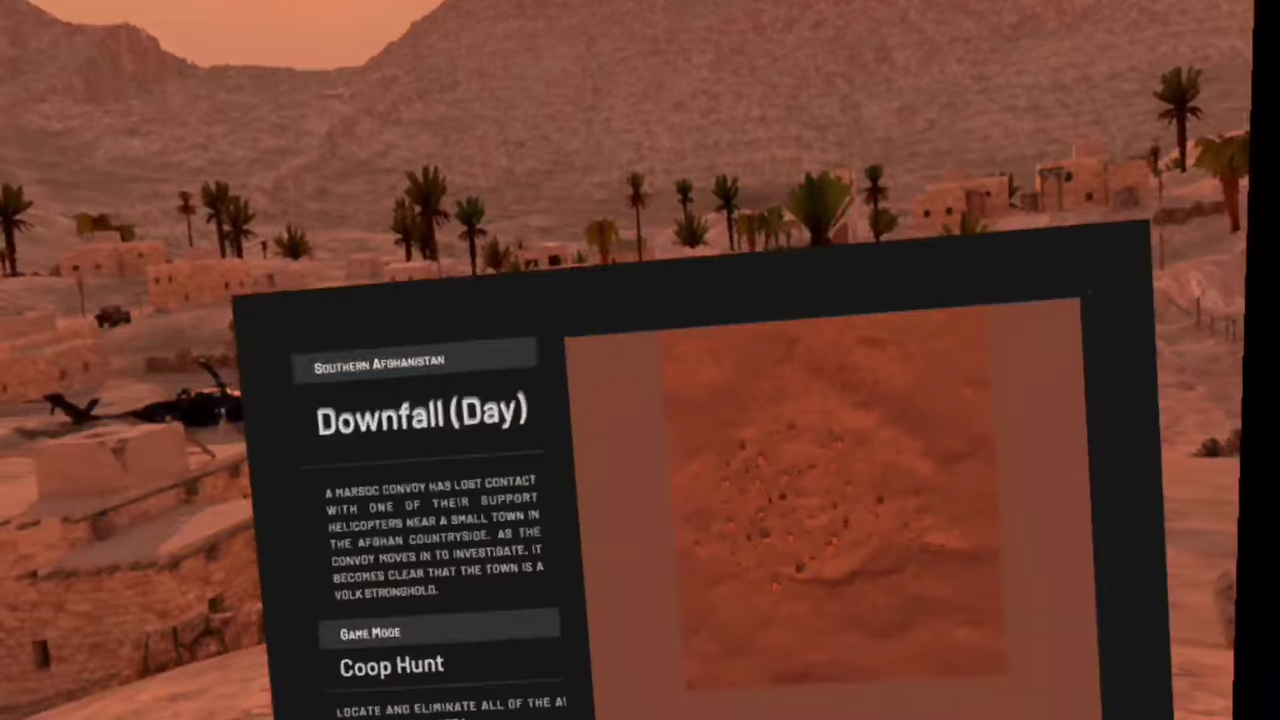 SOUTHERN AFGHANISTAN
Downfall (Day)
A MARSOC CONVOY HAS LOST CONTACT
WITH ONE OF THEIR SUPPORT
HELICOPTERS NEAR A SMALL TOWN IN
THE AFGHAN COUNTRYSIDE. AS THE
CONVOY MOVES IN TO INVESTIGATE, IT
BECOMES CLEAR THAT THE TOWN IS A
VOLK STRONGHOLD.
GAME MODE
Coop Hunt
LOCATE AND ELIMINATE ALL OF THE AI